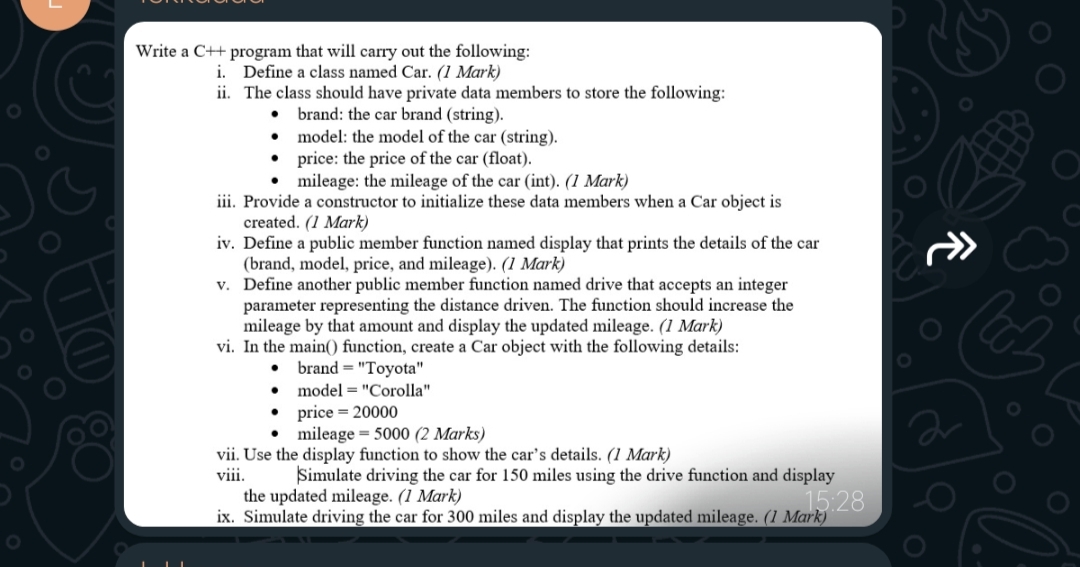 Write a C++ program that will carry out the following:
i. Define a class named Car. (1 Mark)
ii. The class should have private data members to store the following:
• brand: the car brand (string).
• model: the model of the car (string).
• price: the price of the car (float).
• mileage: the mileage of the car (int). (1 Mark)
iii. Provide a constructor to initialize these data members when a Car object is
created. (1 Mark)
iv. Define a public member function named display that prints the details of the car
(brand, model, price, and mileage). (1 Mark)
v. Define another public member function named drive that accepts an integer
parameter representing the distance driven. The function should increase the
mileage by that amount and display the updated mileage. (1 Mark)
vi. In the main() function, create a Car object with the following details:
• brand = "Toyota"
• model = "Corolla"
• price = 20000
• mileage = 5000 (2 Marks)
vii. Use the display function to show the car's details. (1 Mark)
viii. Simulate driving the car for 150 miles using the drive function and display
the updated mileage. (1 Mark)
15:28
ix. Simulate driving the car for 300 miles and display the updated mileage. (1 Mark)